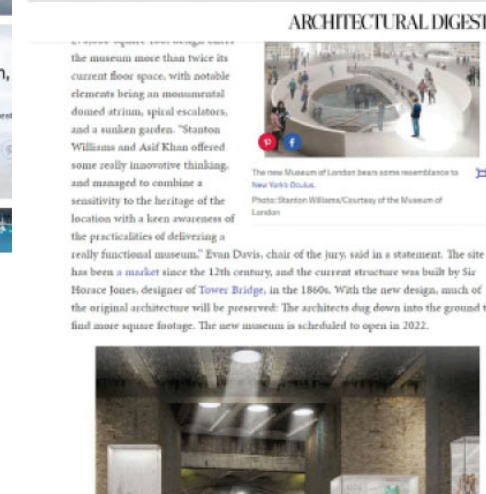 ARCHITECTURAL DIGEST
the museum more than twice its
current floor space, with notable
elements being an monumental
domed atrium, spiral escalators,
and a sunken garden. "Stanton
Williams and Asif Khan offered
some really innovative thinking,
and managed to combine a
sensitivity to the heritage of the
location with a keen awareness of
the practicalities of delivering a
The new Museum of London bears some resemblance to
New York's Oculus.
Photo: Stanton Williams/Courtesy of the Museum of
London
really functional museum," Evan Davis, chair of the jury, said in a statement. The site
has been a market since the 12th century, and the current structure was built by Sir
Horace Jones, designer of Tower Bridge, in the 1860s. With the new design, much of
the original architecture will be preserved: The architects dug down into the ground t
find more square footage. The new museum is scheduled to open in 2022.